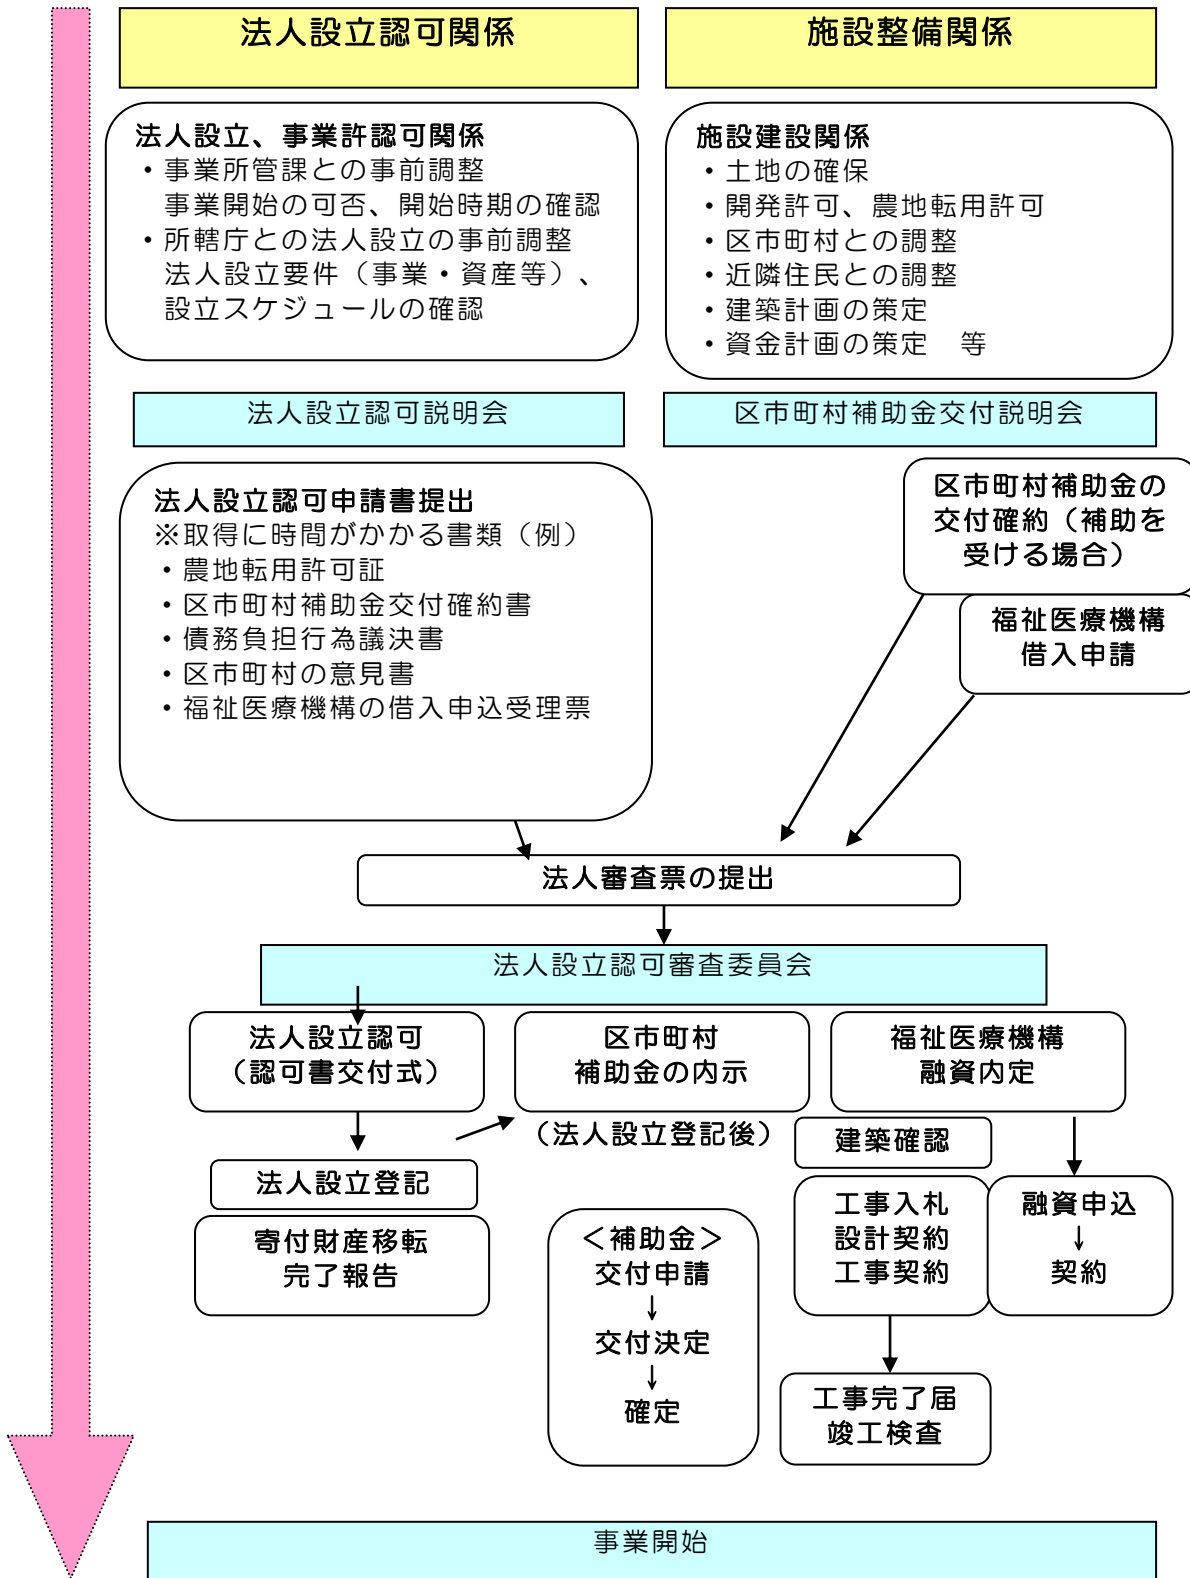 法人設立認可関係
施設整備関係
法人設立、事業許認可関係
・事業所管課との事前調整
事業開始の可否、開始時期の確認
・所轄庁との法人設立の事前調整
法人設立要件（事業・資産等）、
設立スケジュールの確認
施設建設関係
・土地の確保
・開発許可、農地転用許可
・区市町村との調整
・近隣住民との調整
・建築計画の策定
・資金計画の策定　等
法人設立認可説明会
区市町村補助金交付説明会
法人設立認可申請書提出
※取得に時間がかかる書類（例）
・農地転用許可証
・区市町村補助金交付確約書
・債務負担行為議決書
・区市町村の意見書
・福祉医療機構の借入申込受理票
区市町村補助金の
交付確約（補助を
受ける場合）
福祉医療機構
借入申請
法人審査票の提出
法人設立認可審査委員会
法人設立認可
（認可書交付式）
区市町村
補助金の内示
福祉医療機構
融資内定
（法人設立登記後）
建築確認
法人設立登記
寄付財産移転
完了報告
＜補助金＞
交付申請
↓
交付決定
↓
確定
工事入札
設計契約
工事契約
融資申込
↓
契約
工事完了届
竣工検査
事業開始